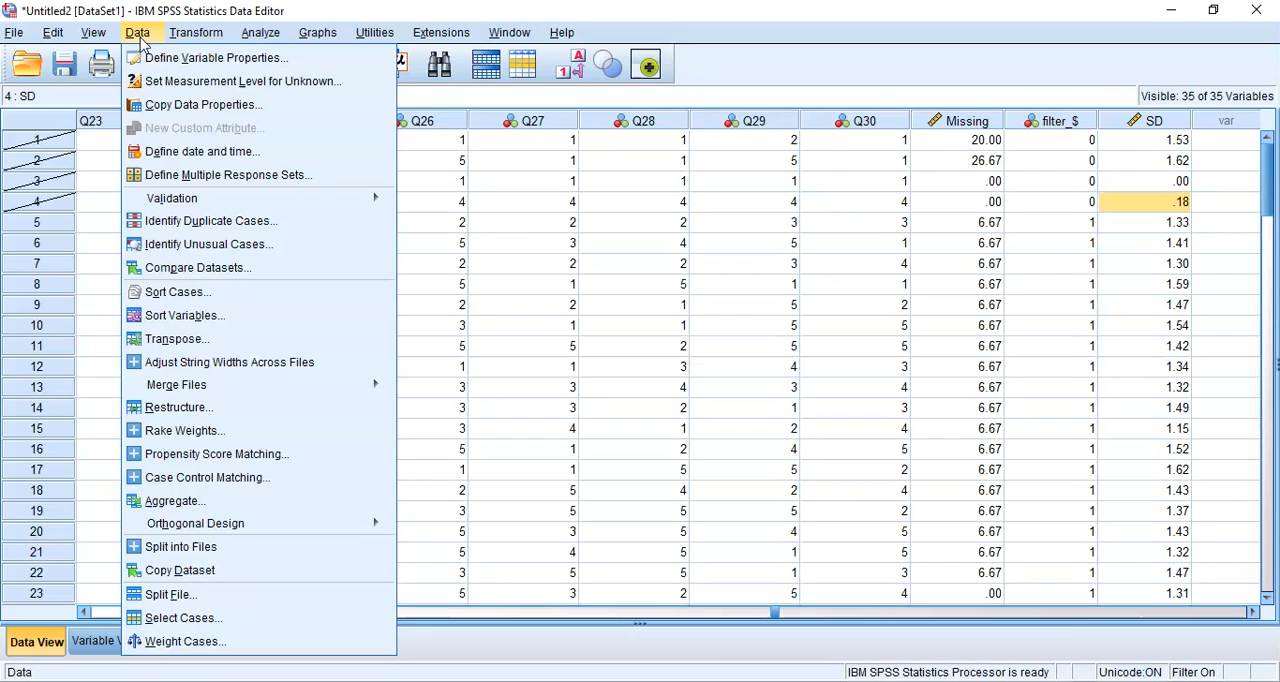 *Untitled2 [DataSet1] - IBM SPSS Statistics Data Editor
File Edit View Data Transform Analyze Graphs Utilities Extensions Window Help
4 : SD
Visible: 35 of 35 Variables
Define Variable Properties...
Set Measurement Level for Unknown...
Copy Data Properties...
New Custom Attribute...
Define date and time...
Define Multiple Response Sets...
Validation
Identify Duplicate Cases...
Identify Unusual Cases...
Compare Datasets...
Sort Cases...
Sort Variables...
Transpose...
Adjust String Widths Across Files
Merge Files
Restructure...
Rake Weights...
Propensity Score Matching...
Case Control Matching...
Aggregate...
Orthogonal Design
Split into Files
Copy Dataset
Split File...
Select Cases...
Weight Cases...
Q23 Q26 Q27 Q28 Q29 Q30 Missing filter_$ SD var
1 1 1 1 2 1 20.00 0 1.53
2 5 1 1 5 1 26.67 0 1.62
3 1 1 1 1 1 .00 0 .00
4 4 4 4 4 4 .00 0 .18
5 2 2 2 3 3 6.67 1 1.33
6 5 3 4 5 1 6.67 1 1.41
7 2 2 2 3 4 6.67 1 1.30
8 5 1 5 1 1 6.67 1 1.59
9 2 2 1 5 2 6.67 1 1.47
10 3 1 1 5 5 6.67 1 1.54
11 5 5 2 5 5 6.67 1 1.42
12 1 1 3 4 4 6.67 1 1.34
13 3 3 4 3 4 6.67 1 1.32
14 3 3 2 1 3 6.67 1 1.49
15 3 4 1 2 4 6.67 1 1.15
16 5 1 2 4 5 6.67 1 1.52
17 1 1 5 5 2 6.67 1 1.62
18 2 5 4 2 4 6.67 1 1.43
19 3 5 5 5 2 6.67 1 1.37
20 5 3 5 4 5 6.67 1 1.43
21 5 4 5 1 5 6.67 1 1.32
22 3 5 5 1 3 6.67 1 1.47
23 5 3 2 5 4 .00 1 1.31
Data View Variable V
Data IBM SPSS Statistics Processor is ready Unicode:ON Filter On